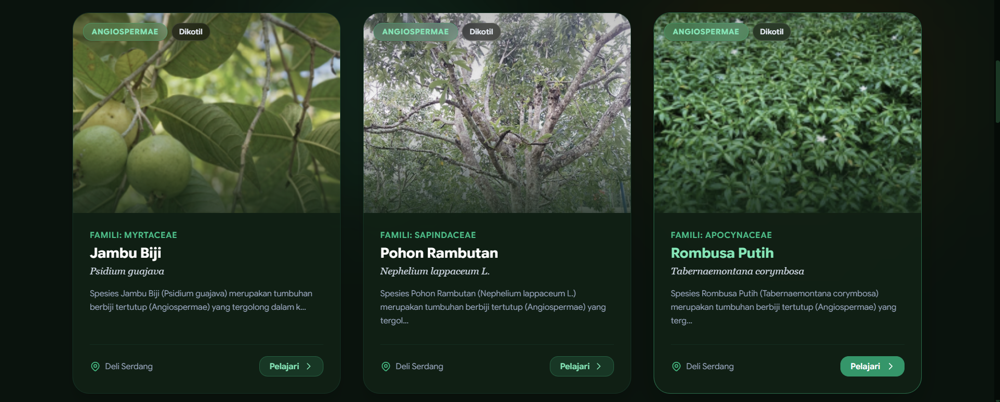 ANGIOSPERMAE Dikotil
FAMILI: MYRTACEAE
Jambu Biji
Psidium guajava
Spesies Jambu Biji (Psidium guajava) merupakan tumbuhan
berbiji tertutup (Angiospermae) yang tergolong dalam k...
Deli Serdang
Pelajari
ANGIOSPERMAE Dikotil
FAMILI: SAPINDACEAE
Pohon Rambutan
Nephelium lappaceum L.
Spesies Pohon Rambutan (Nephelium lappaceum L.)
merupakan tumbuhan berbiji tertutup (Angiospermae) yang
tergol...
Deli Serdang
Pelajari
ANGIOSPERMAE Dikotil
FAMILI: APOCYNACEAE
Rombusa Putih
Tabernaemontana corymbosa
Spesies Rombusa Putih (Tabernaemontana corymbosa)
merupakan tumbuhan berbiji tertutup (Angiospermae) yang
terg...
Deli Serdang
Pelajari